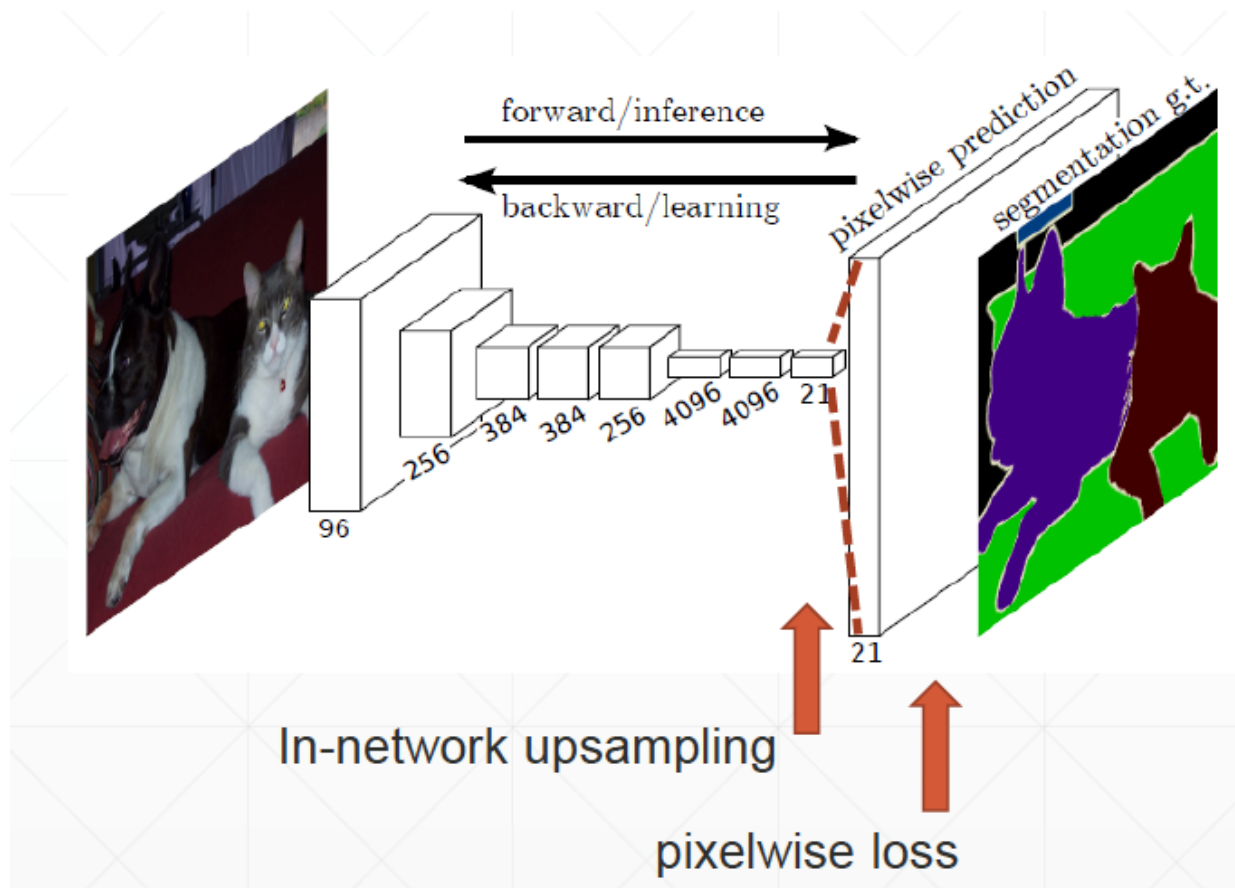 forward/inference
backward/learning
pixelwise prediction
segmentation g.t.
96
256
384
384
256
4096
4096
21
21
In-network upsampling
pixelwise loss